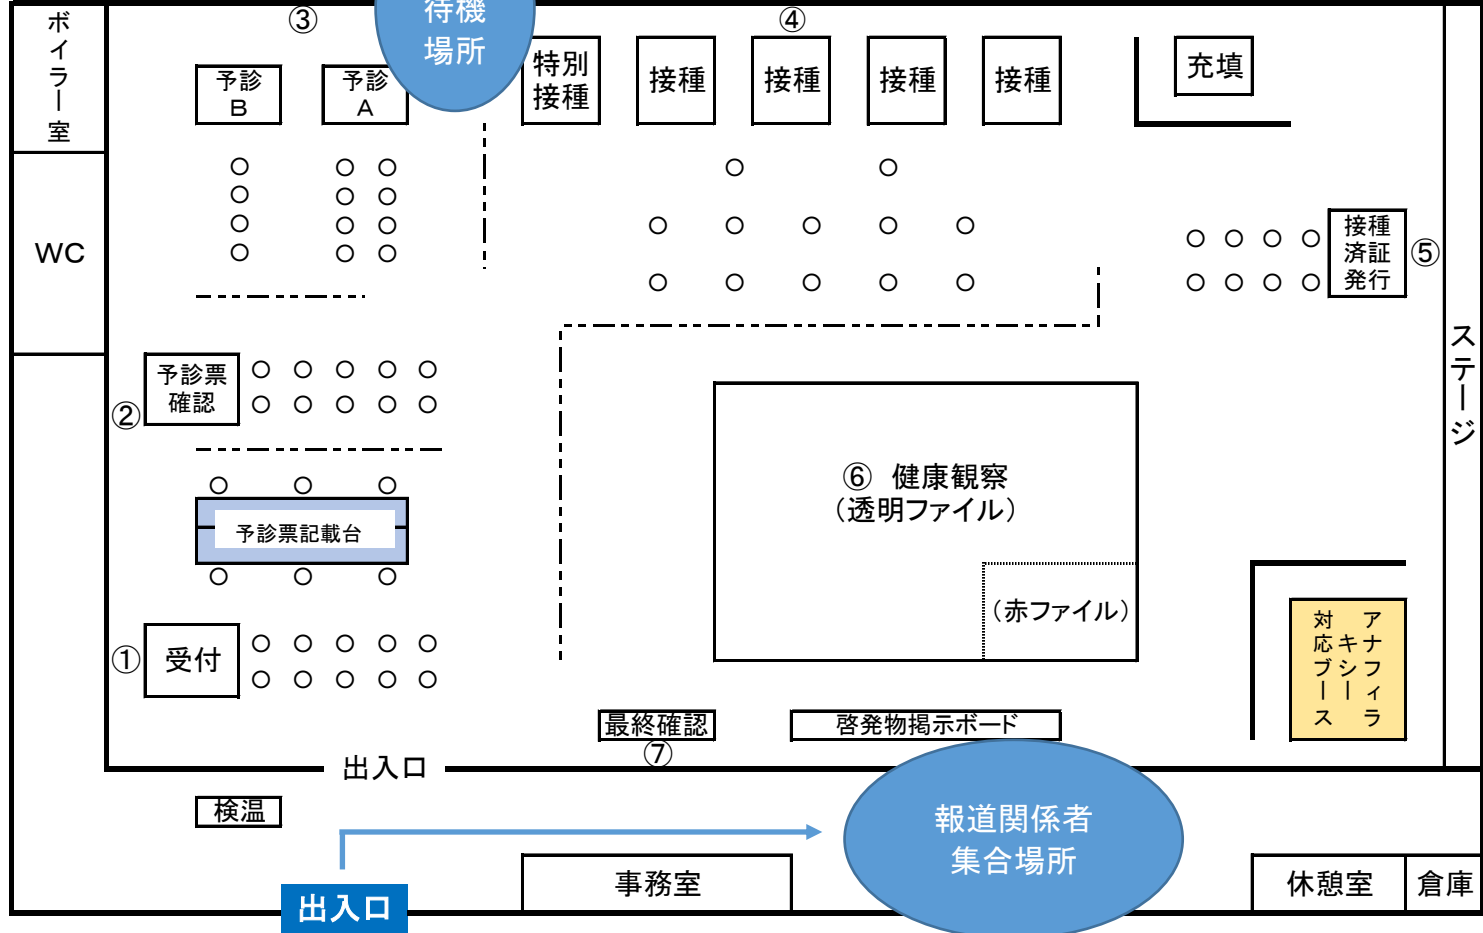 ボイラー室
③
待機
場所
④
予診
B
予診
A
特別
接種
接種
接種
接種
接種
充填
WC
接種
済証
発行
⑤
ステージ
予診票
確認
②
⑥ 健康観察
(透明ファイル)
(赤ファイル)
予診票記載台
①
受付
アナフィラ
キシー
対応ブース
最終確認
⑦
啓発物掲示ボード
出入口
検温
報道関係者
集合場所
事務室
休憩室
倉庫
出入口